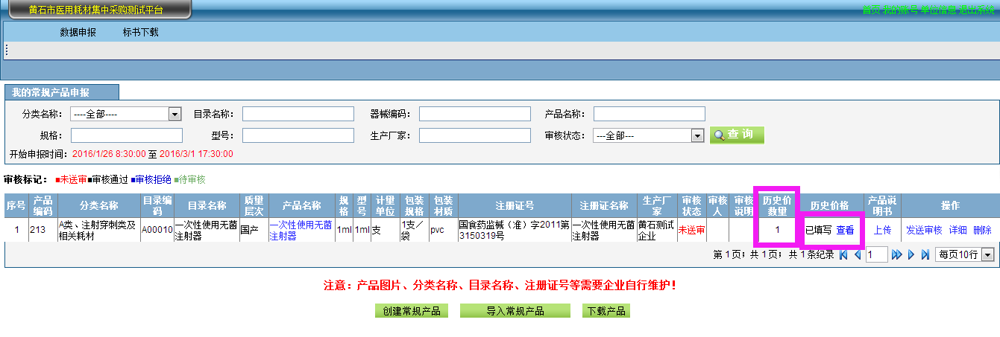 黄石市医用耗材集中采购测试平台
首页 我的账号 单位信息 退出系统
数据申报 标书下载
我的常规产品申报
分类名称： ----全部---- 目录名称： 器械编码： 产品名称：
规格： 型号： 生产厂家： 审核状态： ---全部--- 查 询
开始申报时间：2016/1/26 8:30:00 至 2016/3/1 17:30:00
审核标记： ■未送审■审核通过 ■审核拒绝 ■待审核
序号 产品编码 分类名称 目录编码 目录名称 质量层次 产品名称 规格 型号 计量单位 包装规格 包装材质 注册证号 注册证名称 生产厂家 审核状态 审核人 审核说明 历史价数量 历史价格 产品说明书 操作
1 213 A类、注射穿刺类及相关耗材 A00010 一次性使用无菌注射器 国产 一次性使用无菌注射器 1ml 1ml 支 1支／袋 pvc 国食药监械（准）字2011第3150319号 一次性使用无菌注射器 黄石测试企业 未送审 1 已填写 查看 上传 发送审核 详细 删除
第 1 页；共 1 页； 共 1 条纪录 1 每页10行
注意：产品图片、分类名称、目录名称、注册证号等需要企业自行维护！
创建常规产品 导入常规产品 下载产品